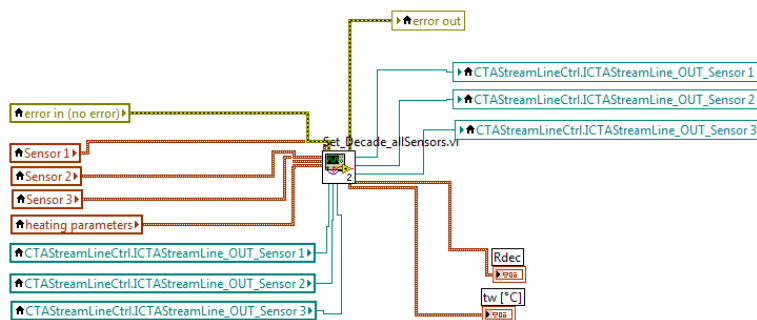 error out
CTAStreamLineCtrl.ICTAStreamLine_OUT_Sensor 1
CTAStreamLineCtrl.ICTAStreamLine_OUT_Sensor 2
error in (no error)
CTAStreamLineCtrl.ICTAStreamLine_OUT_Sensor 3
Set_Decade_allSensors.vi
Sensor 1
Sensor 2
2
Sensor 3
heating parameters
CTAStreamLineCtrl.ICTAStreamLine_OUT_Sensor 1
Rdec
CTAStreamLineCtrl.ICTAStreamLine_OUT_Sensor 2
tw [°C]
CTAStreamLineCtrl.ICTAStreamLine_OUT_Sensor 3